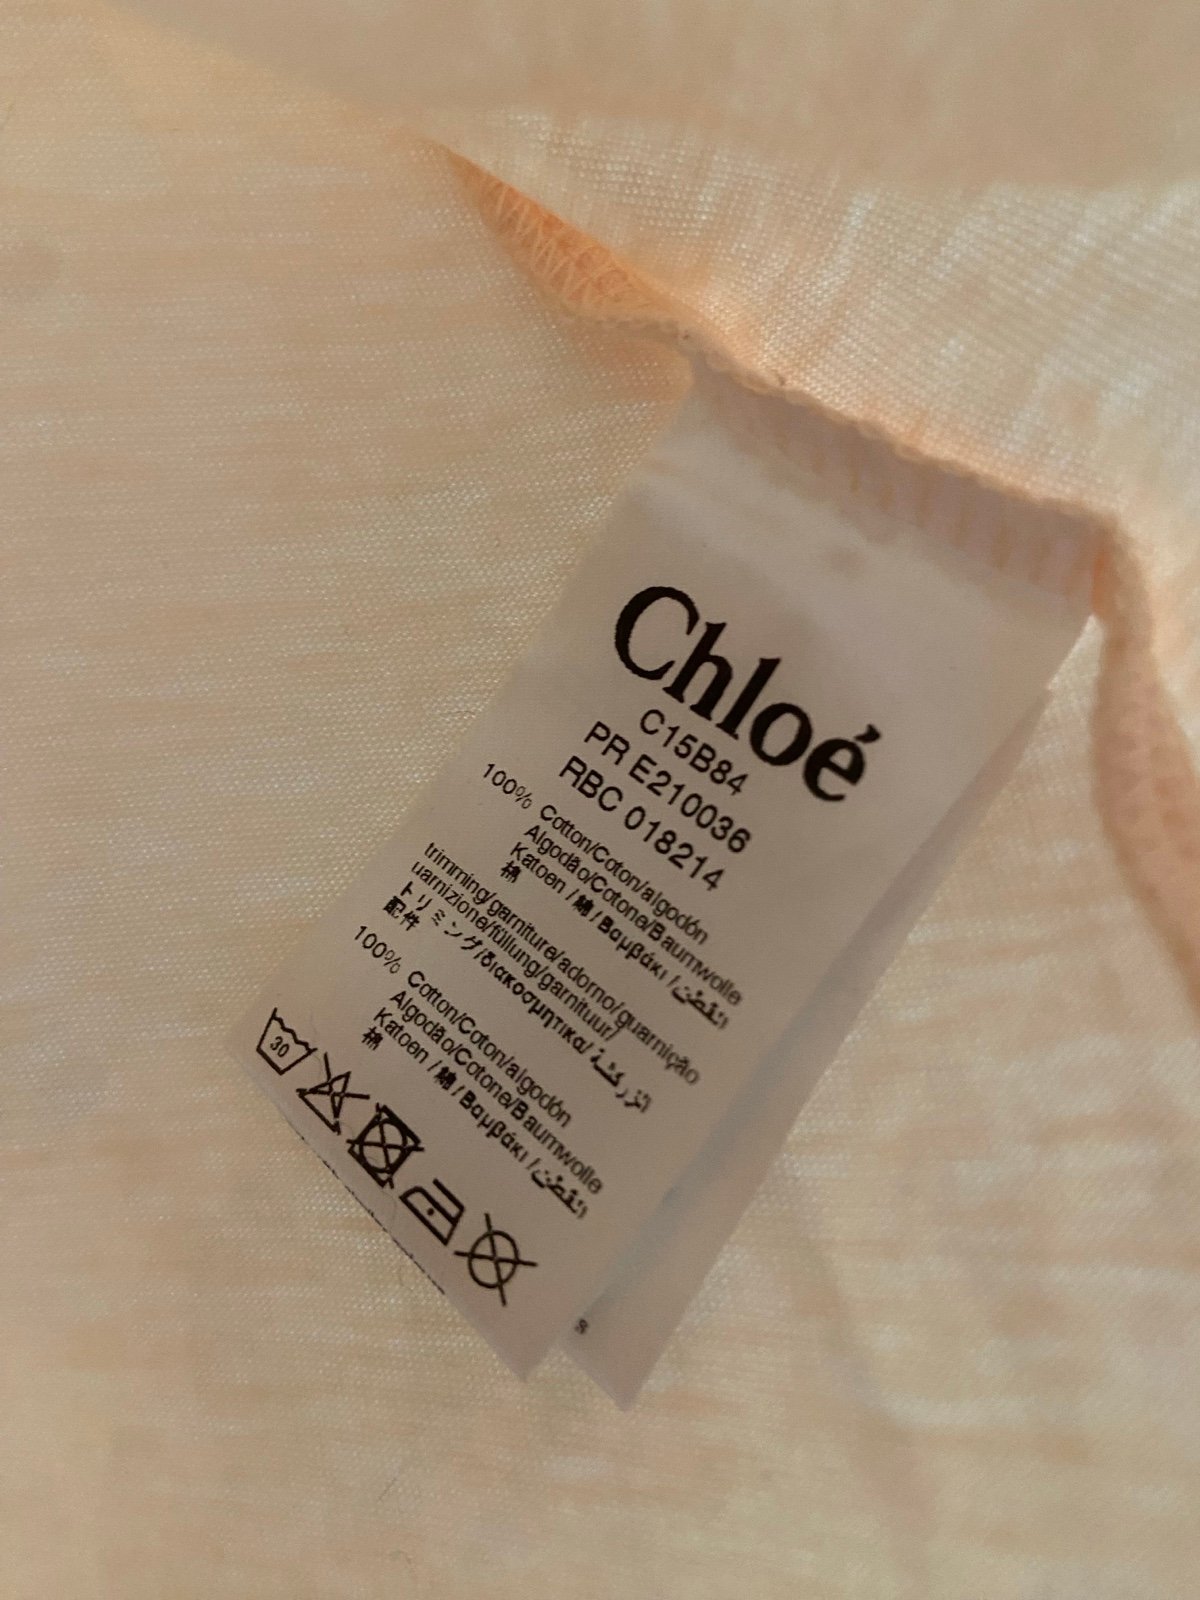 Chloé
C15B84
PR E210036
RBC 018214
100% Cotton/Coton/algodón
Algodão/Cotone/Baumwolle
Katoen / 綿 / Βαμβάκι / القطن
棉
trimming/garniture/adorno/guarnição
uarnizione/füllung/garnituur/
トリミング/διακοσμητικα/ الزركشة
配件
100% Cotton/Coton/algodón
Algodão/Cotone/Baumwolle
Katoen / 綿 / Βαμβάκι / القطن
棉
30
s